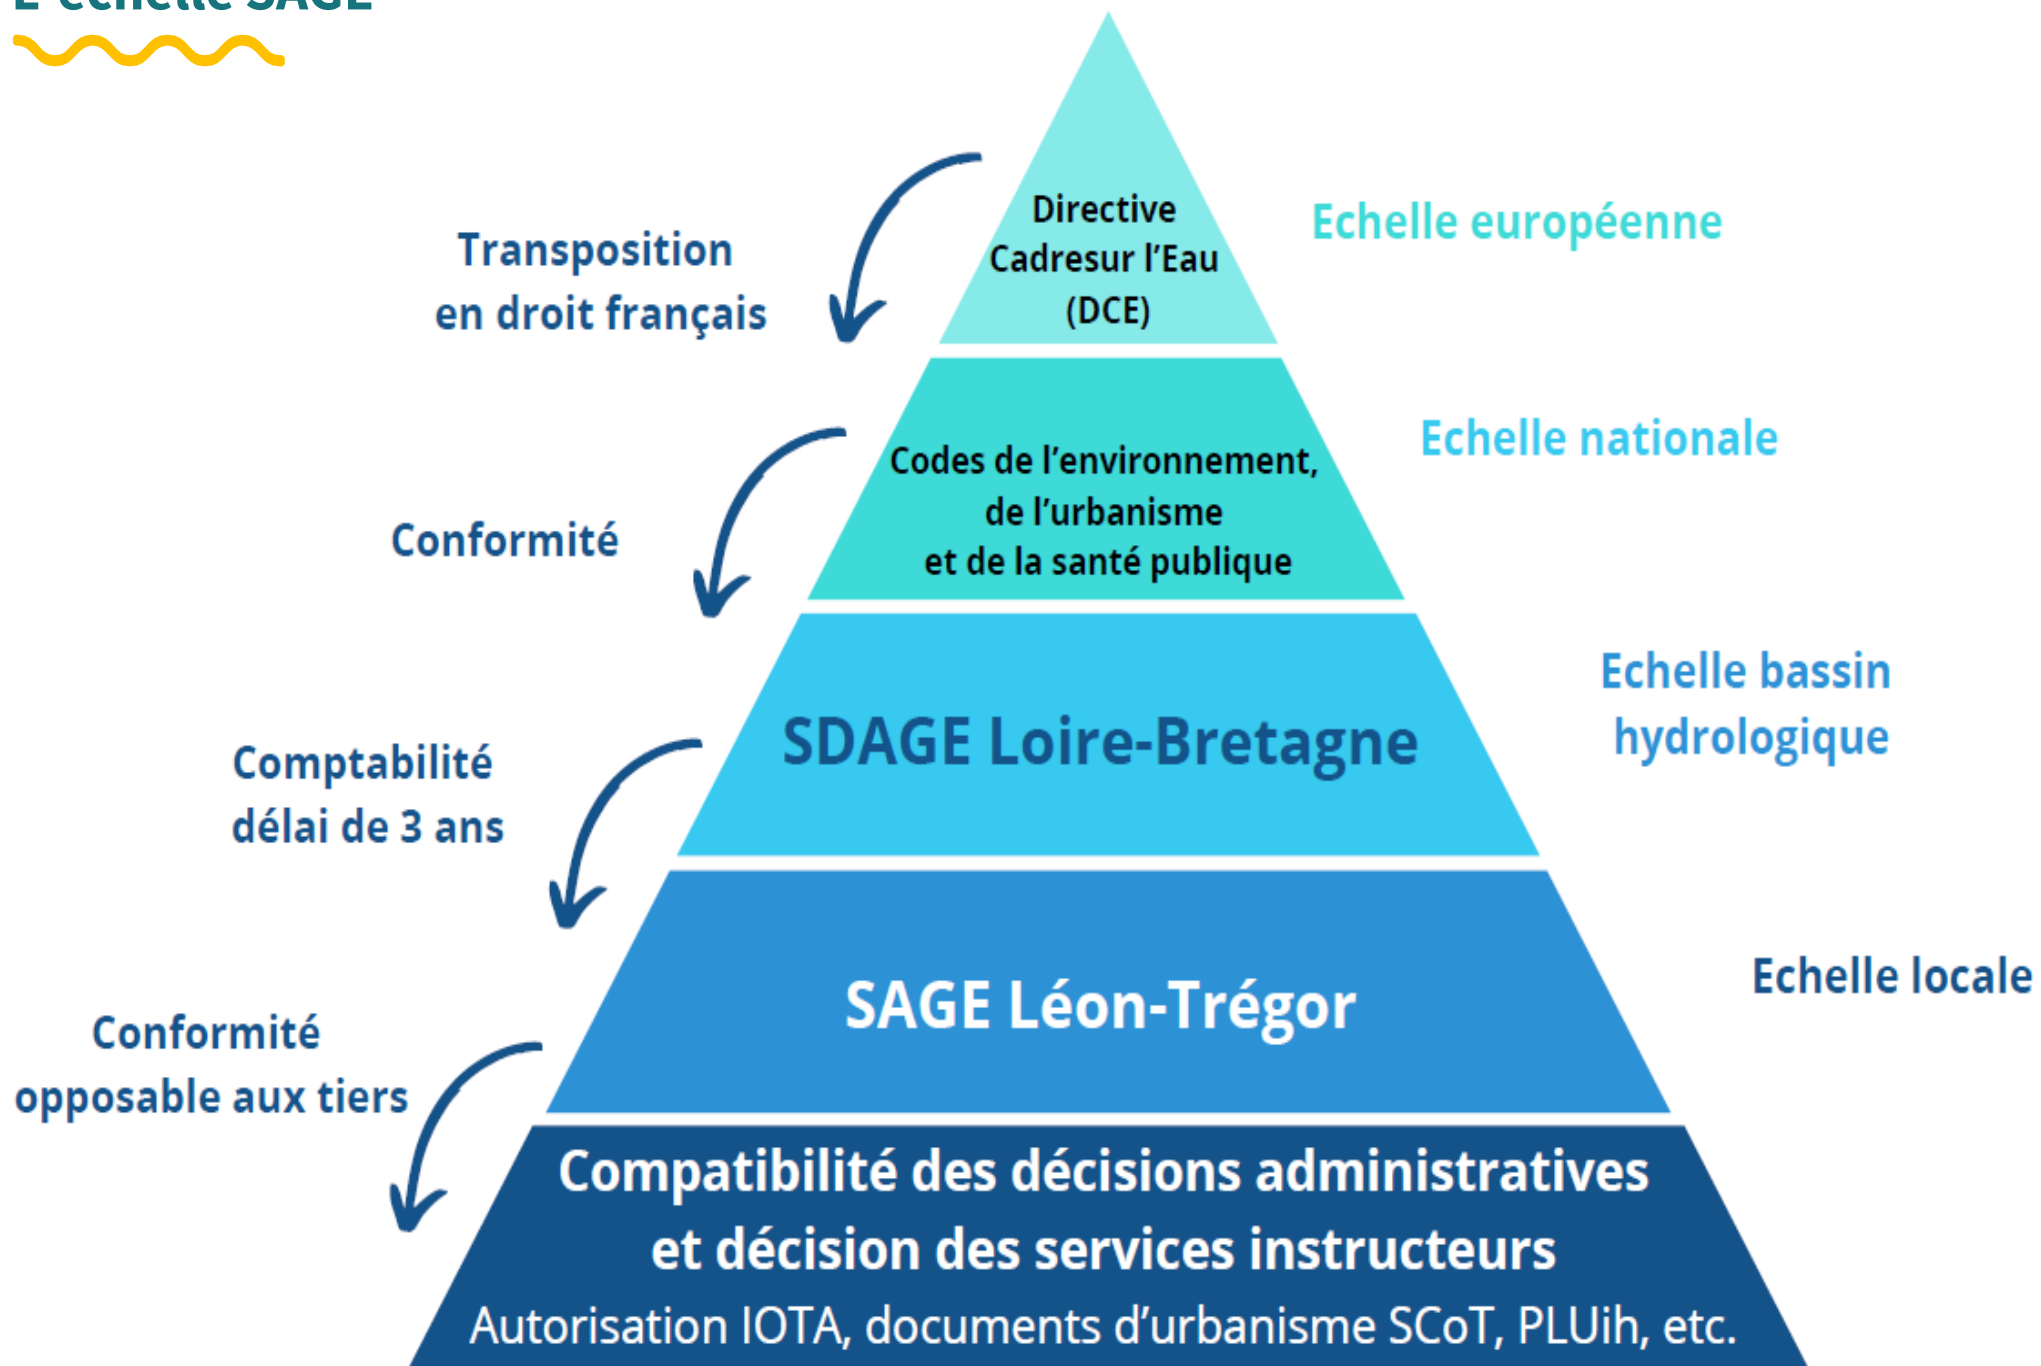 L'échelle SAGE
Directive
Cadresur l'Eau
(DCE)
Echelle européenne
Transposition
en droit français
Codes de l'environnement,
de l'urbanisme
et de la santé publique
Echelle nationale
Conformité
SDAGE Loire-Bretagne
Echelle bassin
hydrologique
Comptabilité
délai de 3 ans
SAGE Léon-Trégor
Echelle locale
Conformité
opposable aux tiers
Compatibilité des décisions administratives
et décision des services instructeurs
Autorisation IOTA, documents d'urbanisme SCoT, PLUih, etc.